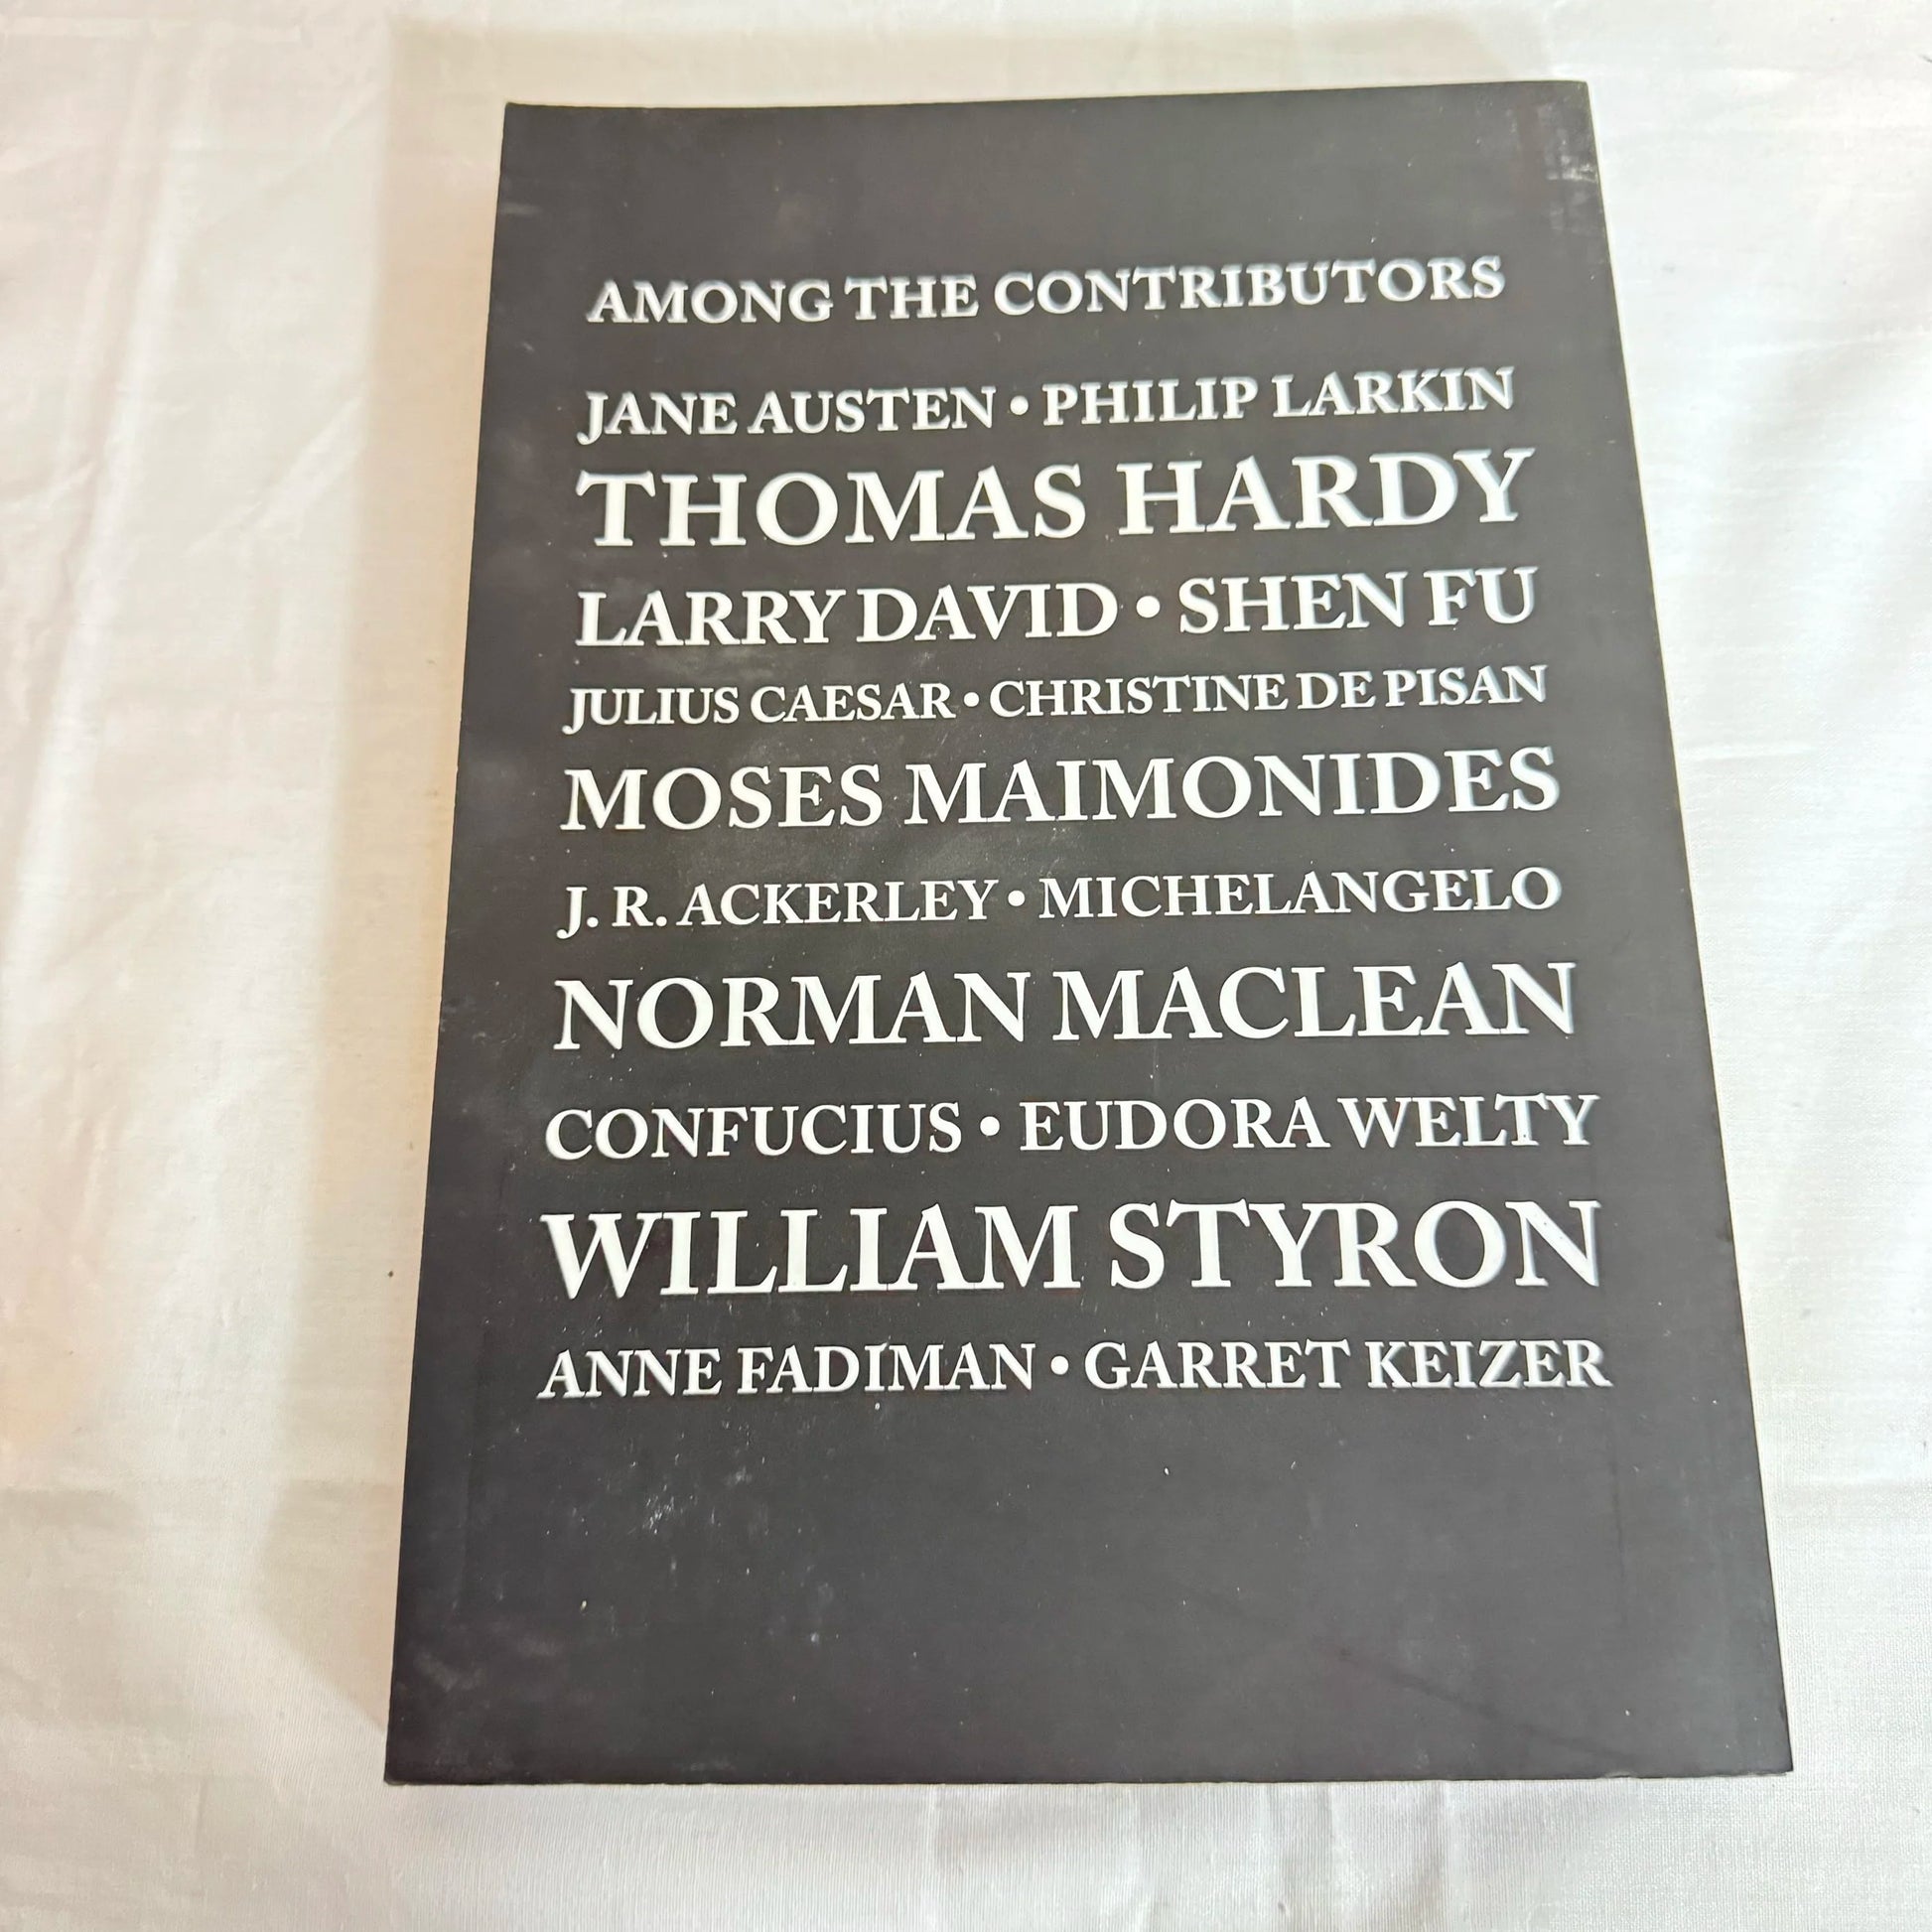 AMONG THE CONTRIBUTORS
JANE AUSTEN • PHILIP LARKIN
THOMAS HARDY
LARRY DAVID • SHEN FU
JULIUS CAESAR • CHRISTINE DE PISAN
MOSES MAIMONIDES
J. R. ACKERLEY • MICHELANGELO
NORMAN MACLEAN
CONFUCIUS • EUDORA WELTY
WILLIAM STYRON
ANNE FADIMAN • GARRET KEIZER